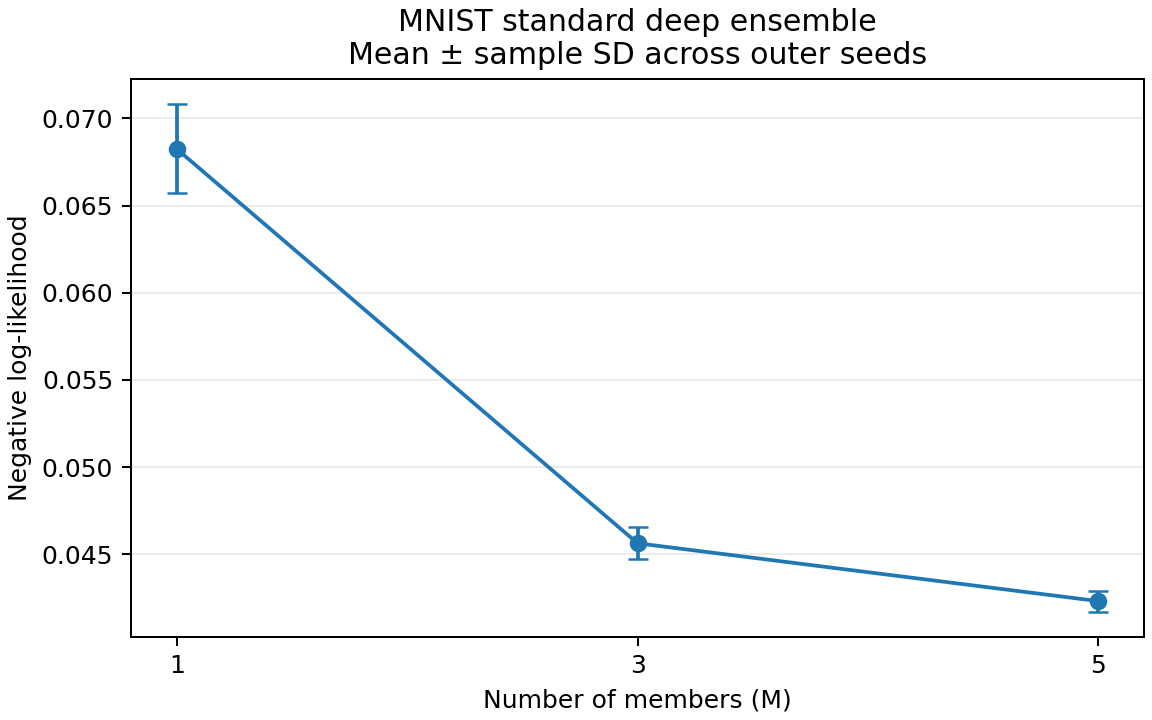 MNIST standard deep ensemble
Mean ± sample SD across outer seeds
Negative log-likelihood
0.070
0.065
0.060
0.055
0.050
0.045
1 3 5
Number of members (M)